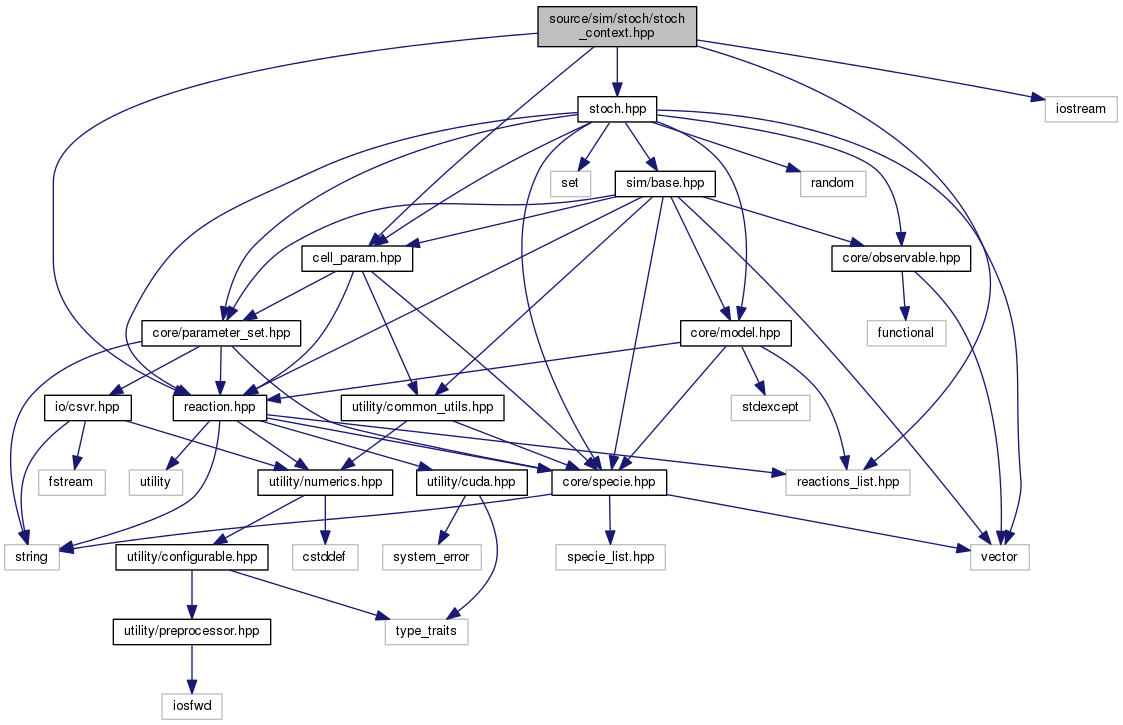 source/sim/stoch/stoch
_context.hpp
iostream
stoch.hpp
set
sim/base.hpp
random
cell_param.hpp
core/observable.hpp
core/parameter_set.hpp
core/model.hpp
functional
io/csvr.hpp
reaction.hpp
utility/common_utils.hpp
stdexcept
fstream
utility
utility/numerics.hpp
utility/cuda.hpp
core/specie.hpp
reactions_list.hpp
string
utility/configurable.hpp
cstddef
system_error
specie_list.hpp
vector
utility/preprocessor.hpp
type_traits
iosfwd